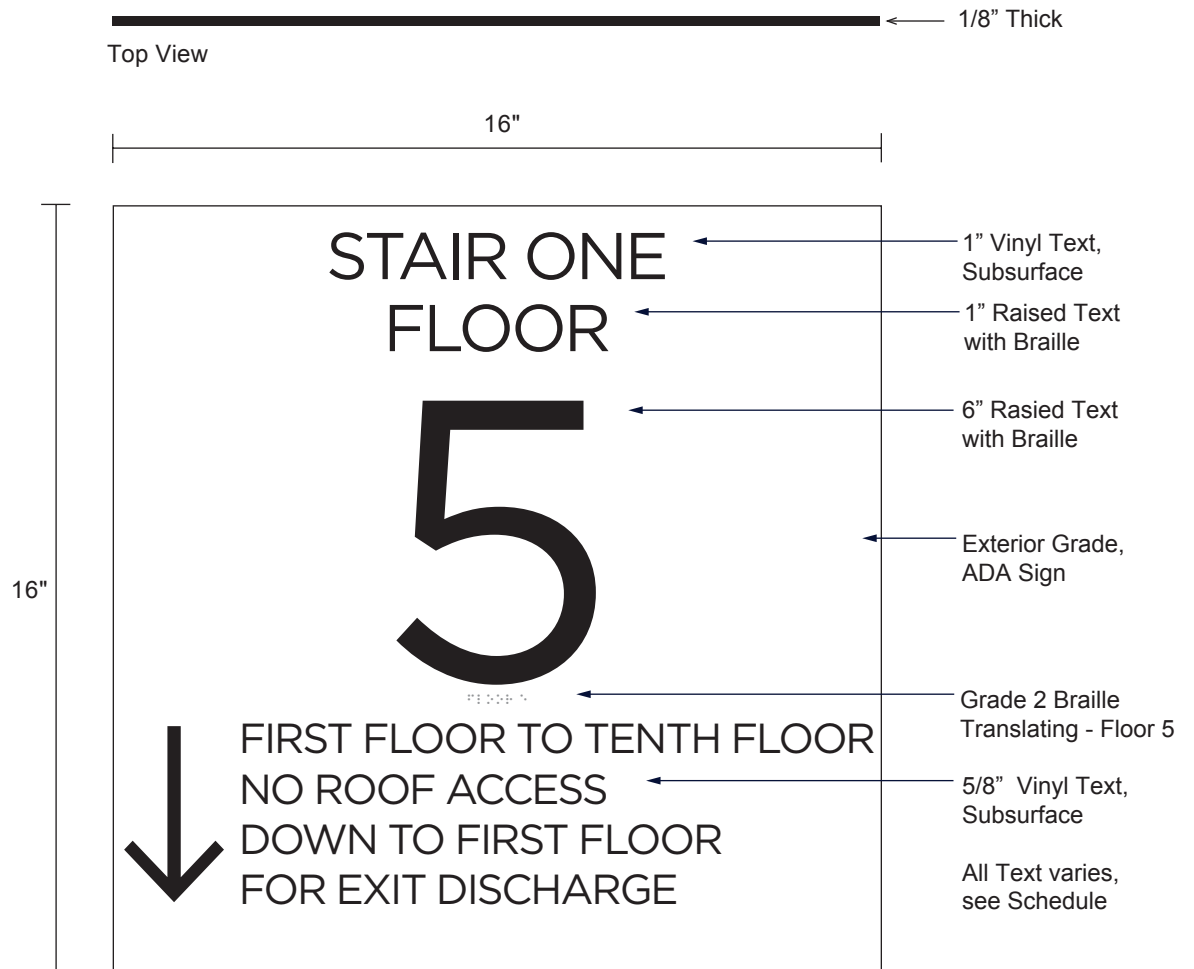 1/8” Thick
Top View
16"
16"
STAIR ONE
FLOOR
5
⠋⠇⠕⠕⠗ ⠑
FIRST FLOOR TO TENTH FLOOR
NO ROOF ACCESS
DOWN TO FIRST FLOOR
FOR EXIT DISCHARGE
1” Vinyl Text,
Subsurface
1” Raised Text
with Braille
6” Rasied Text
with Braille
Exterior Grade,
ADA Sign
Grade 2 Braille
Translating - Floor 5
5/8”  Vinyl Text,
Subsurface
All Text varies,
see Schedule